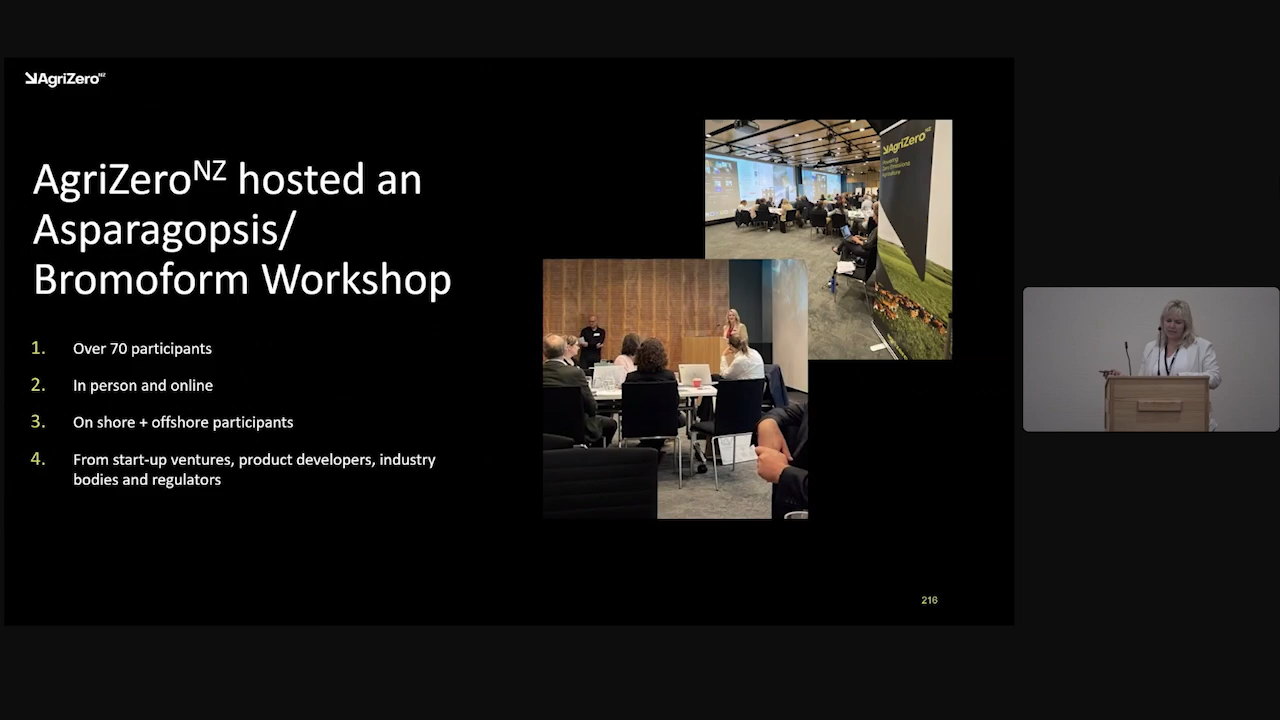 AgriZeroNZ
AgriZeroNZ hosted an
Asparagopsis/
Bromoform Workshop
1. Over 70 participants
2. In person and online
3. On shore + offshore participants
4. From start-up ventures, product developers, industry
bodies and regulators
AgriZeroNZ
216